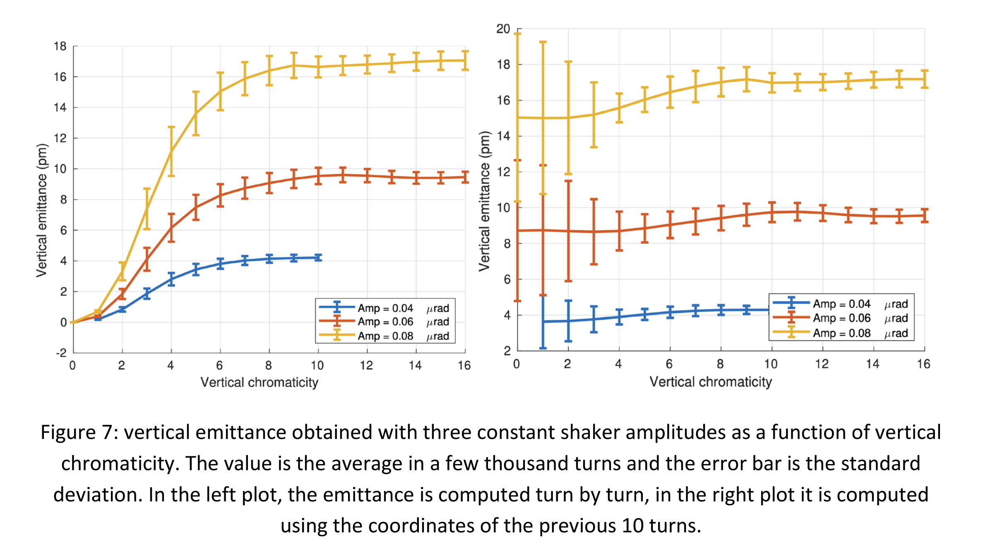 18
16
14
12
10
8
6
4
2
0
-2
0 2 4 6 8 10 12 14 16
Vertical emittance (pm)
Vertical chromaticity
Amp = 0.04 μrad
Amp = 0.06 μrad
Amp = 0.08 μrad
20
18
16
14
12
10
8
6
4
2
0 2 4 6 8 10 12 14 16
Vertical emittance (pm)
Vertical chromaticity
Amp = 0.04 μrad
Amp = 0.06 μrad
Amp = 0.08 μrad
Figure 7: vertical emittance obtained with three constant shaker amplitudes as a function of vertical
chromaticity. The value is the average in a few thousand turns and the error bar is the standard
deviation. In the left plot, the emittance is computed turn by turn, in the right plot it is computed
using the coordinates of the previous 10 turns.